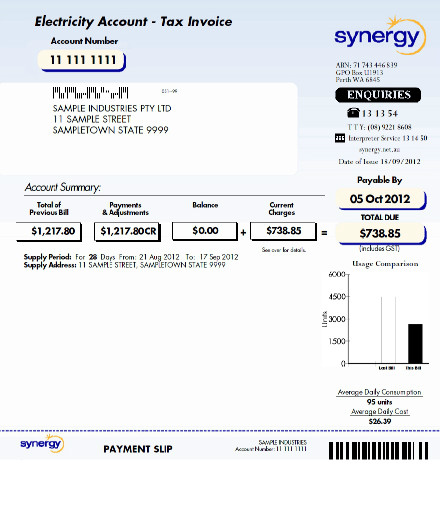 Electricity Account - Tax Invoice
Account Number
11 111 1111
synergy
ABN: 71 743 446 839
GPO Box U1913
Perth WA 6845
ENQUIRIES
13 13 54
TTY: (08) 9221 8608
Interpreter Service 13 14 50
synergy.net.au
Date of Issue 18/09/2012
SAMPLE INDUSTRIES PTY LTD
11 SAMPLE STREET
SAMPLETOWN STATE 9999
Account Summary:
Payable By
05 Oct 2012
Total of Previous Bill
Payments & Adjustments
Balance
Current Charges
TOTAL DUE
$1,217.80
$1,217.80CR
$0.00
+
$738.85
=
$738.85
See over for details.
(includes GST)
Supply Period: For 28 Days From: 21 Aug 2012 To: 17 Sep 2012
Supply Address: 11 SAMPLE STREET, SAMPLETOWN STATE 9999
Usage Comparison
6000
4500
3000
1500
0
Units
Last Bill
This Bill
Average Daily Consumption
95 units
Average Daily Cost
$26.39
synergy
PAYMENT SLIP
SAMPLE INDUSTRIES
Account Number: 11 111 1111